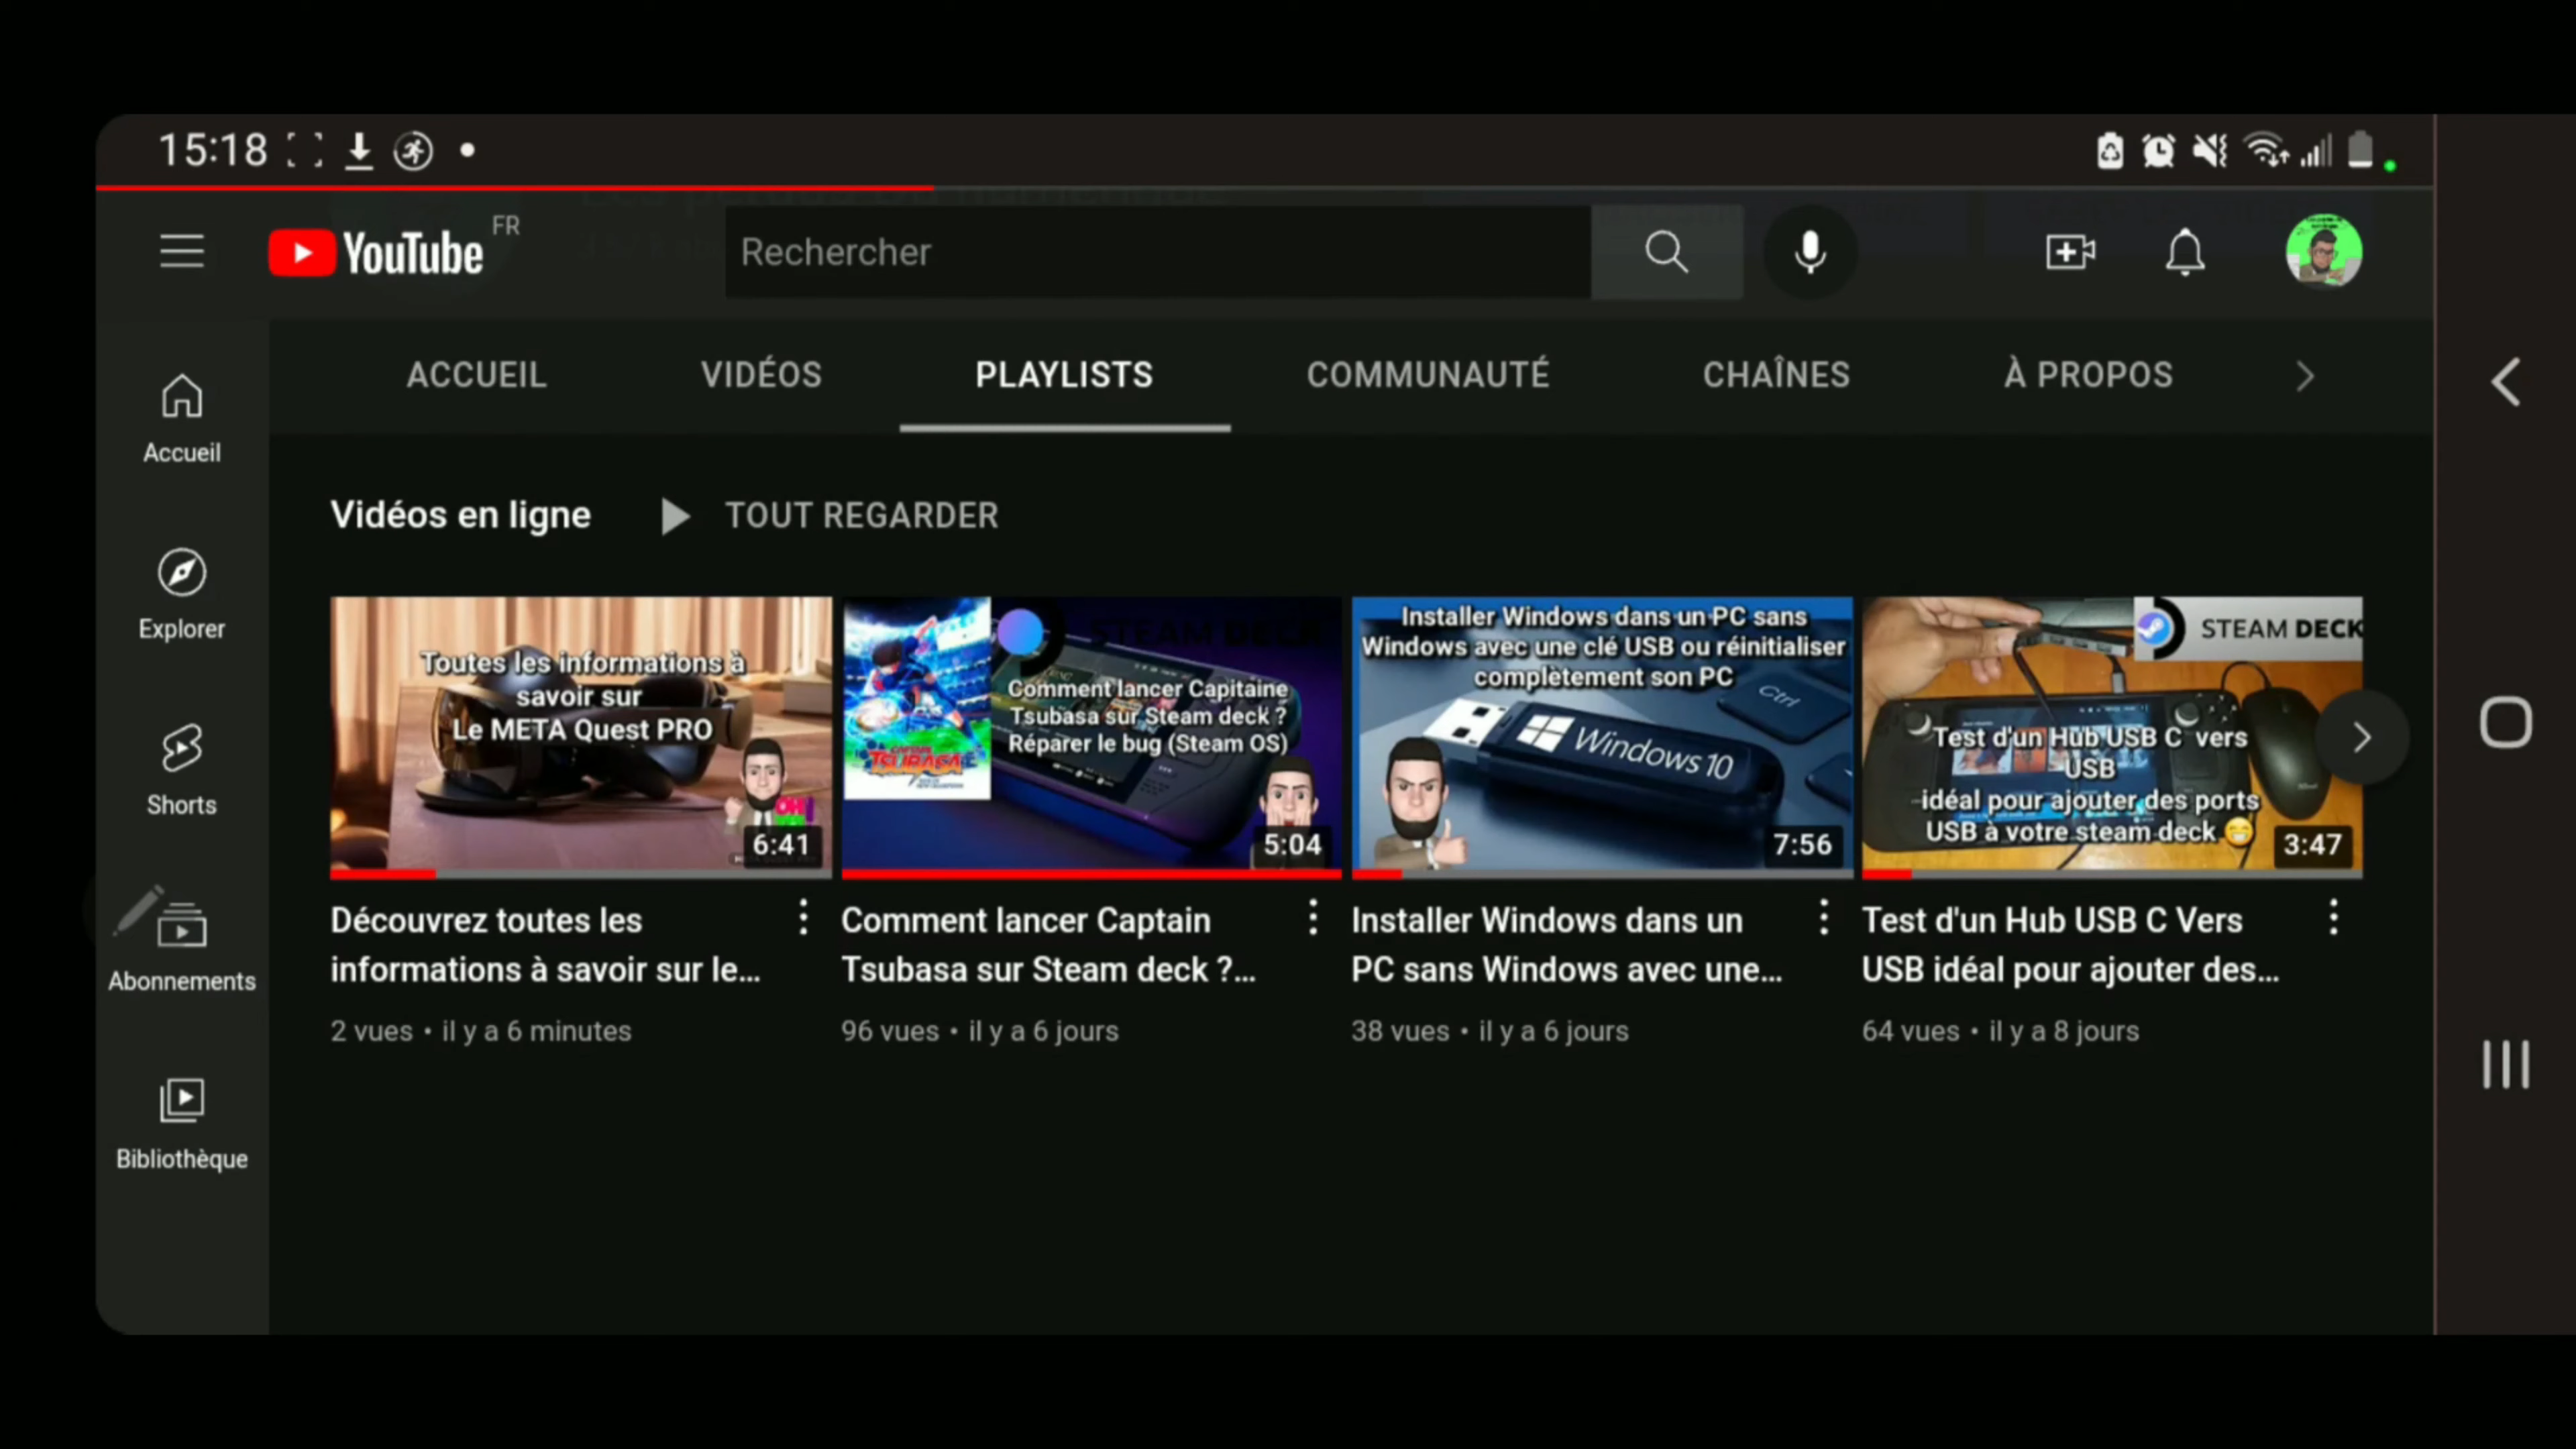 15:18
YouTube FR
Rechercher
ACCUEIL VIDÉOS PLAYLISTS COMMUNAUTÉ CHAÎNES À PROPOS
Accueil
Explorer
Shorts
Abonnements
Bibliothèque
Vidéos en ligne TOUT REGARDER
Toutes les informations à
savoir sur
Le META Quest PRO
OH!
6:41
Découvrez toutes les
informations à savoir sur le...
2 vues • il y a 6 minutes
STEAM DECK
Comment lancer Capitaine
Tsubasa sur Steam deck ?
Réparer le bug (Steam OS)
CAPTAIN
TSUBASA
5:04
Comment lancer Captain
Tsubasa sur Steam deck ?...
96 vues • il y a 6 jours
Installer Windows dans un PC sans
Windows avec une clé USB ou réinitialiser
complètement son PC
Ctrl
Windows 10
7:56
Installer Windows dans un
PC sans Windows avec une...
38 vues • il y a 6 jours
STEAM DECK
Test d'un Hub USB C vers
USB
idéal pour ajouter des ports
USB à votre steam deck
3:47
Test d'un Hub USB C Vers
USB idéal pour ajouter des...
64 vues • il y a 8 jours